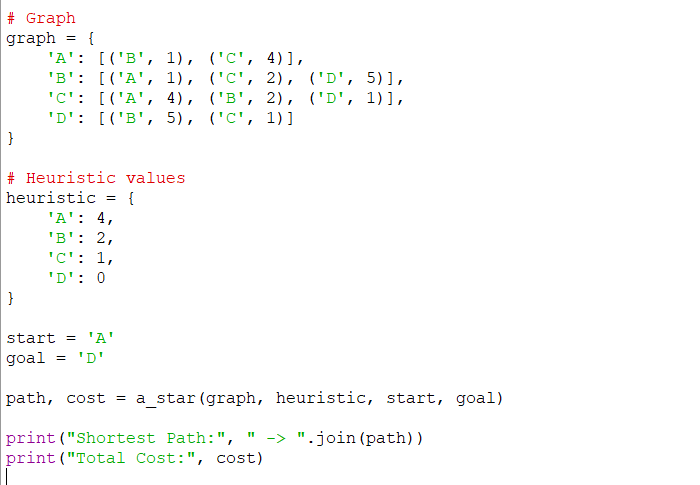 # Graph
graph = {
    'A': [('B', 1), ('C', 4)],
    'B': [('A', 1), ('C', 2), ('D', 5)],
    'C': [('A', 4), ('B', 2), ('D', 1)],
    'D': [('B', 5), ('C', 1)]
}
# Heuristic values
heuristic = {
    'A': 4,
    'B': 2,
    'C': 1,
    'D': 0
}
start = 'A'
goal = 'D'
path, cost = a_star(graph, heuristic, start, goal)
print("Shortest Path:", " -> ".join(path))
print("Total Cost:", cost)